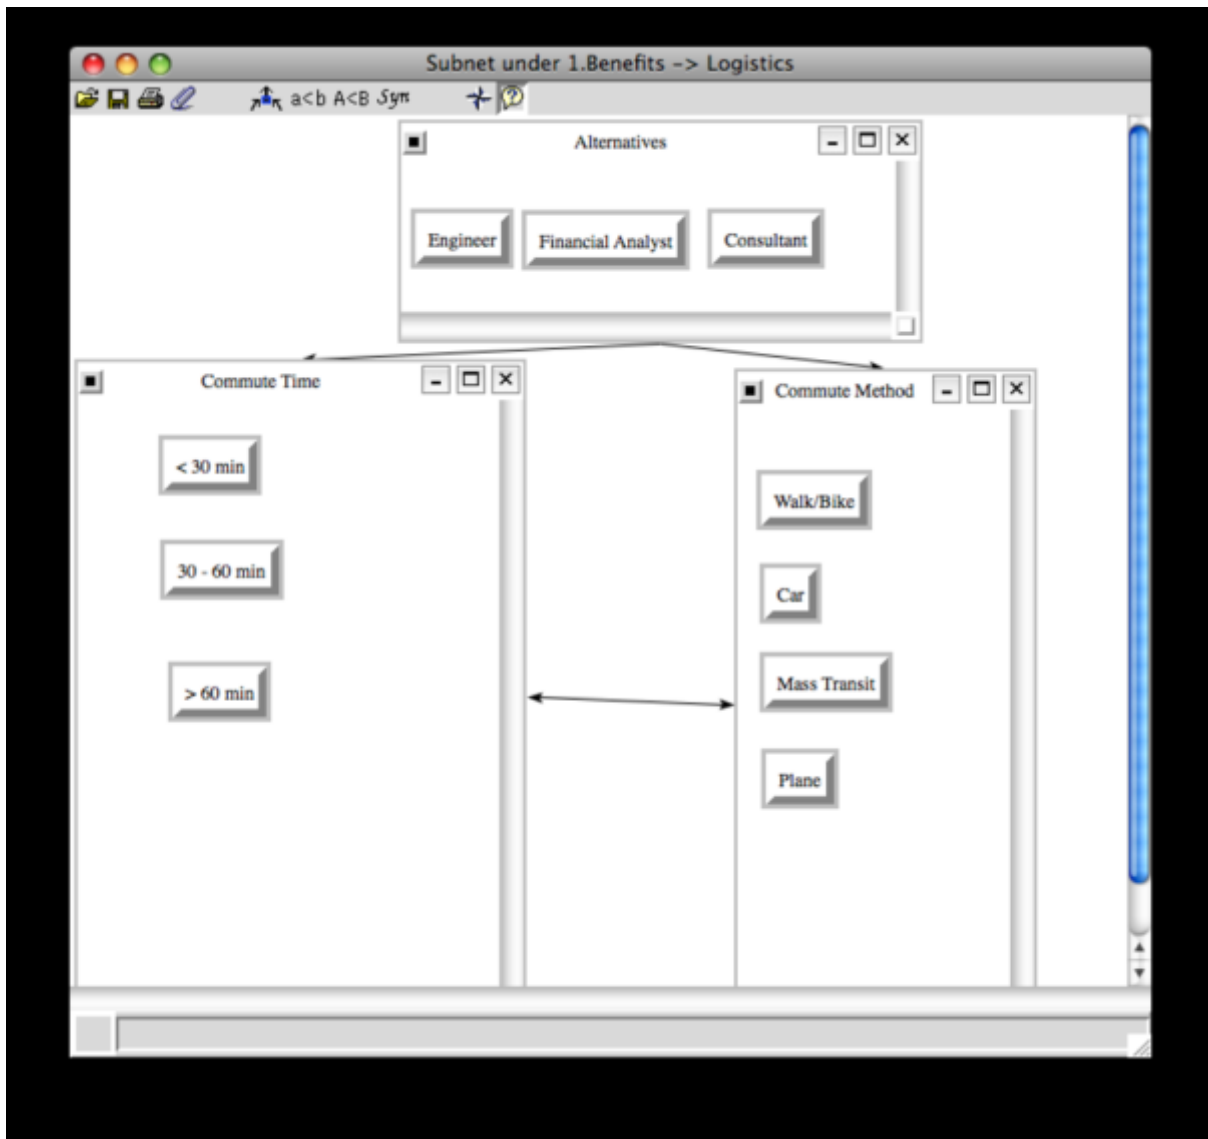 Subnet under 1.Benefits -> Logistics
a<b A<B Syn
Alternatives
Engineer
Financial Analyst
Consultant
Commute Time
< 30 min
30 - 60 min
> 60 min
Commute Method
Walk/Bike
Car
Mass Transit
Plane